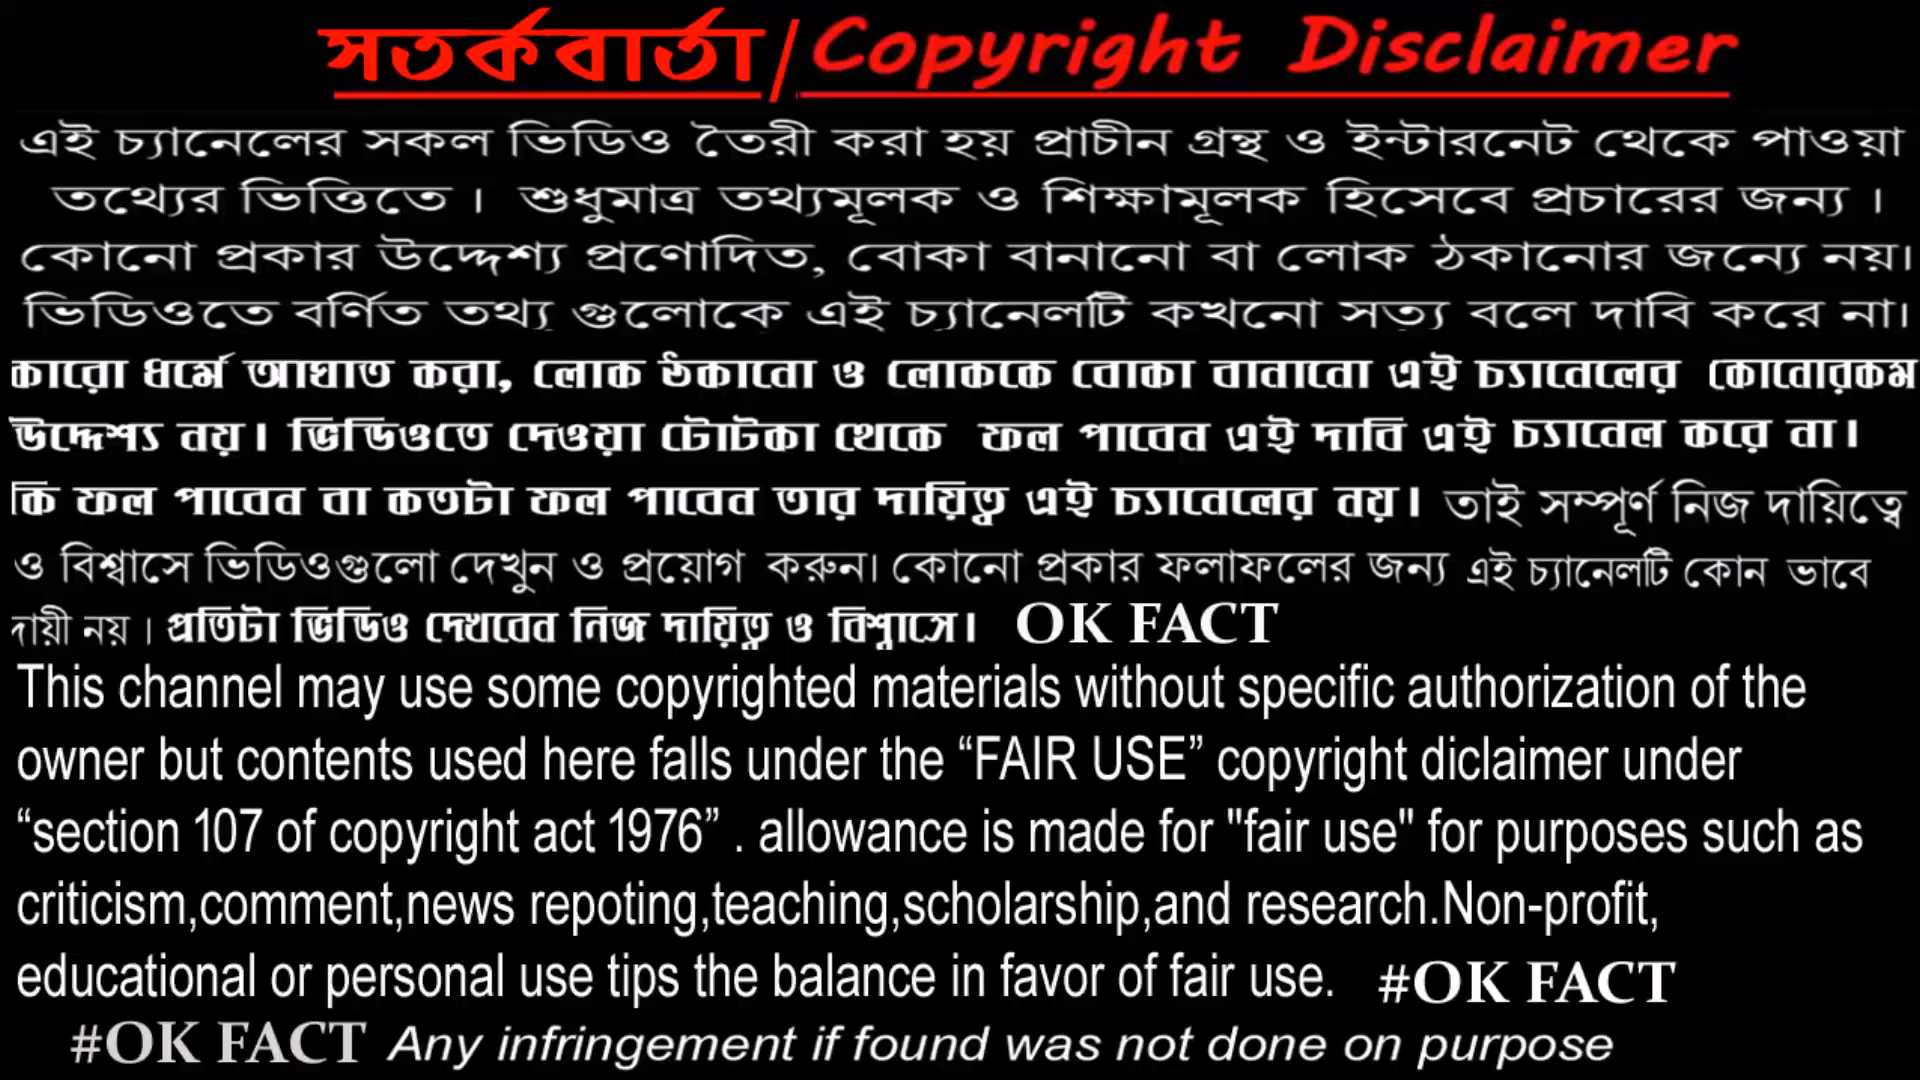 সতর্কবার্তা/Copyright Disclaimer
এই চ্যানেলের সকল ভিডিও তৈরী করা হয় প্রাচীন গ্রন্থ ও ইন্টারনেট থেকে পাওয়া
তথ্যের ভিত্তিতে। শুধুমাত্র তথ্যমূলক ও শিক্ষামূলক হিসেবে প্রচারের জন্য।
কোনো প্রকার উদ্দেশ্য প্রণোদিত, বোকা বানানো বা লোক ঠকানোর জন্যে নয়।
ভিডিওতে বর্ণিত তথ্য গুলোকে এই চ্যানেলটি কখনো সত্য বলে দাবি করে না।
কারো ধর্মে আঘাত করা, লোক ঠকানো ও লোককে বোকা বানানো এই চ্যানেলের কোনোরকম
উদ্দেশ্য নয়। ভিডিওতে দেওয়া টোটকা থেকে ফল পাবেন এই দাবি এই চ্যানেল করে না।
কি ফল পাবেন বা কতটা ফল পাবেন তার দায়িত্ব এই চ্যানেলের নয়। তাই সম্পূর্ণ নিজ দায়িত্বে
ও বিশ্বাসে ভিডিওগুলো দেখুন ও প্রয়োগ করুন। কোনো প্রকার ফলাফলের জন্য এই চ্যানেলটি কোন ভাবে
দায়ী নয়। প্রতিটা ভিডিও দেখবেন নিজ দায়িত্ব ও বিশ্বাসে। OK FACT
This channel may use some copyrighted materials without specific authorization of the
owner but contents used here falls under the “FAIR USE” copyright diclaimer under
“section 107 of copyright act 1976” . allowance is made for "fair use" for purposes such as
criticism,comment,news repoting,teaching,scholarship,and research.Non-profit,
educational or personal use tips the balance in favor of fair use. #OK FACT
#OK FACT Any infringement if found was not done on purpose